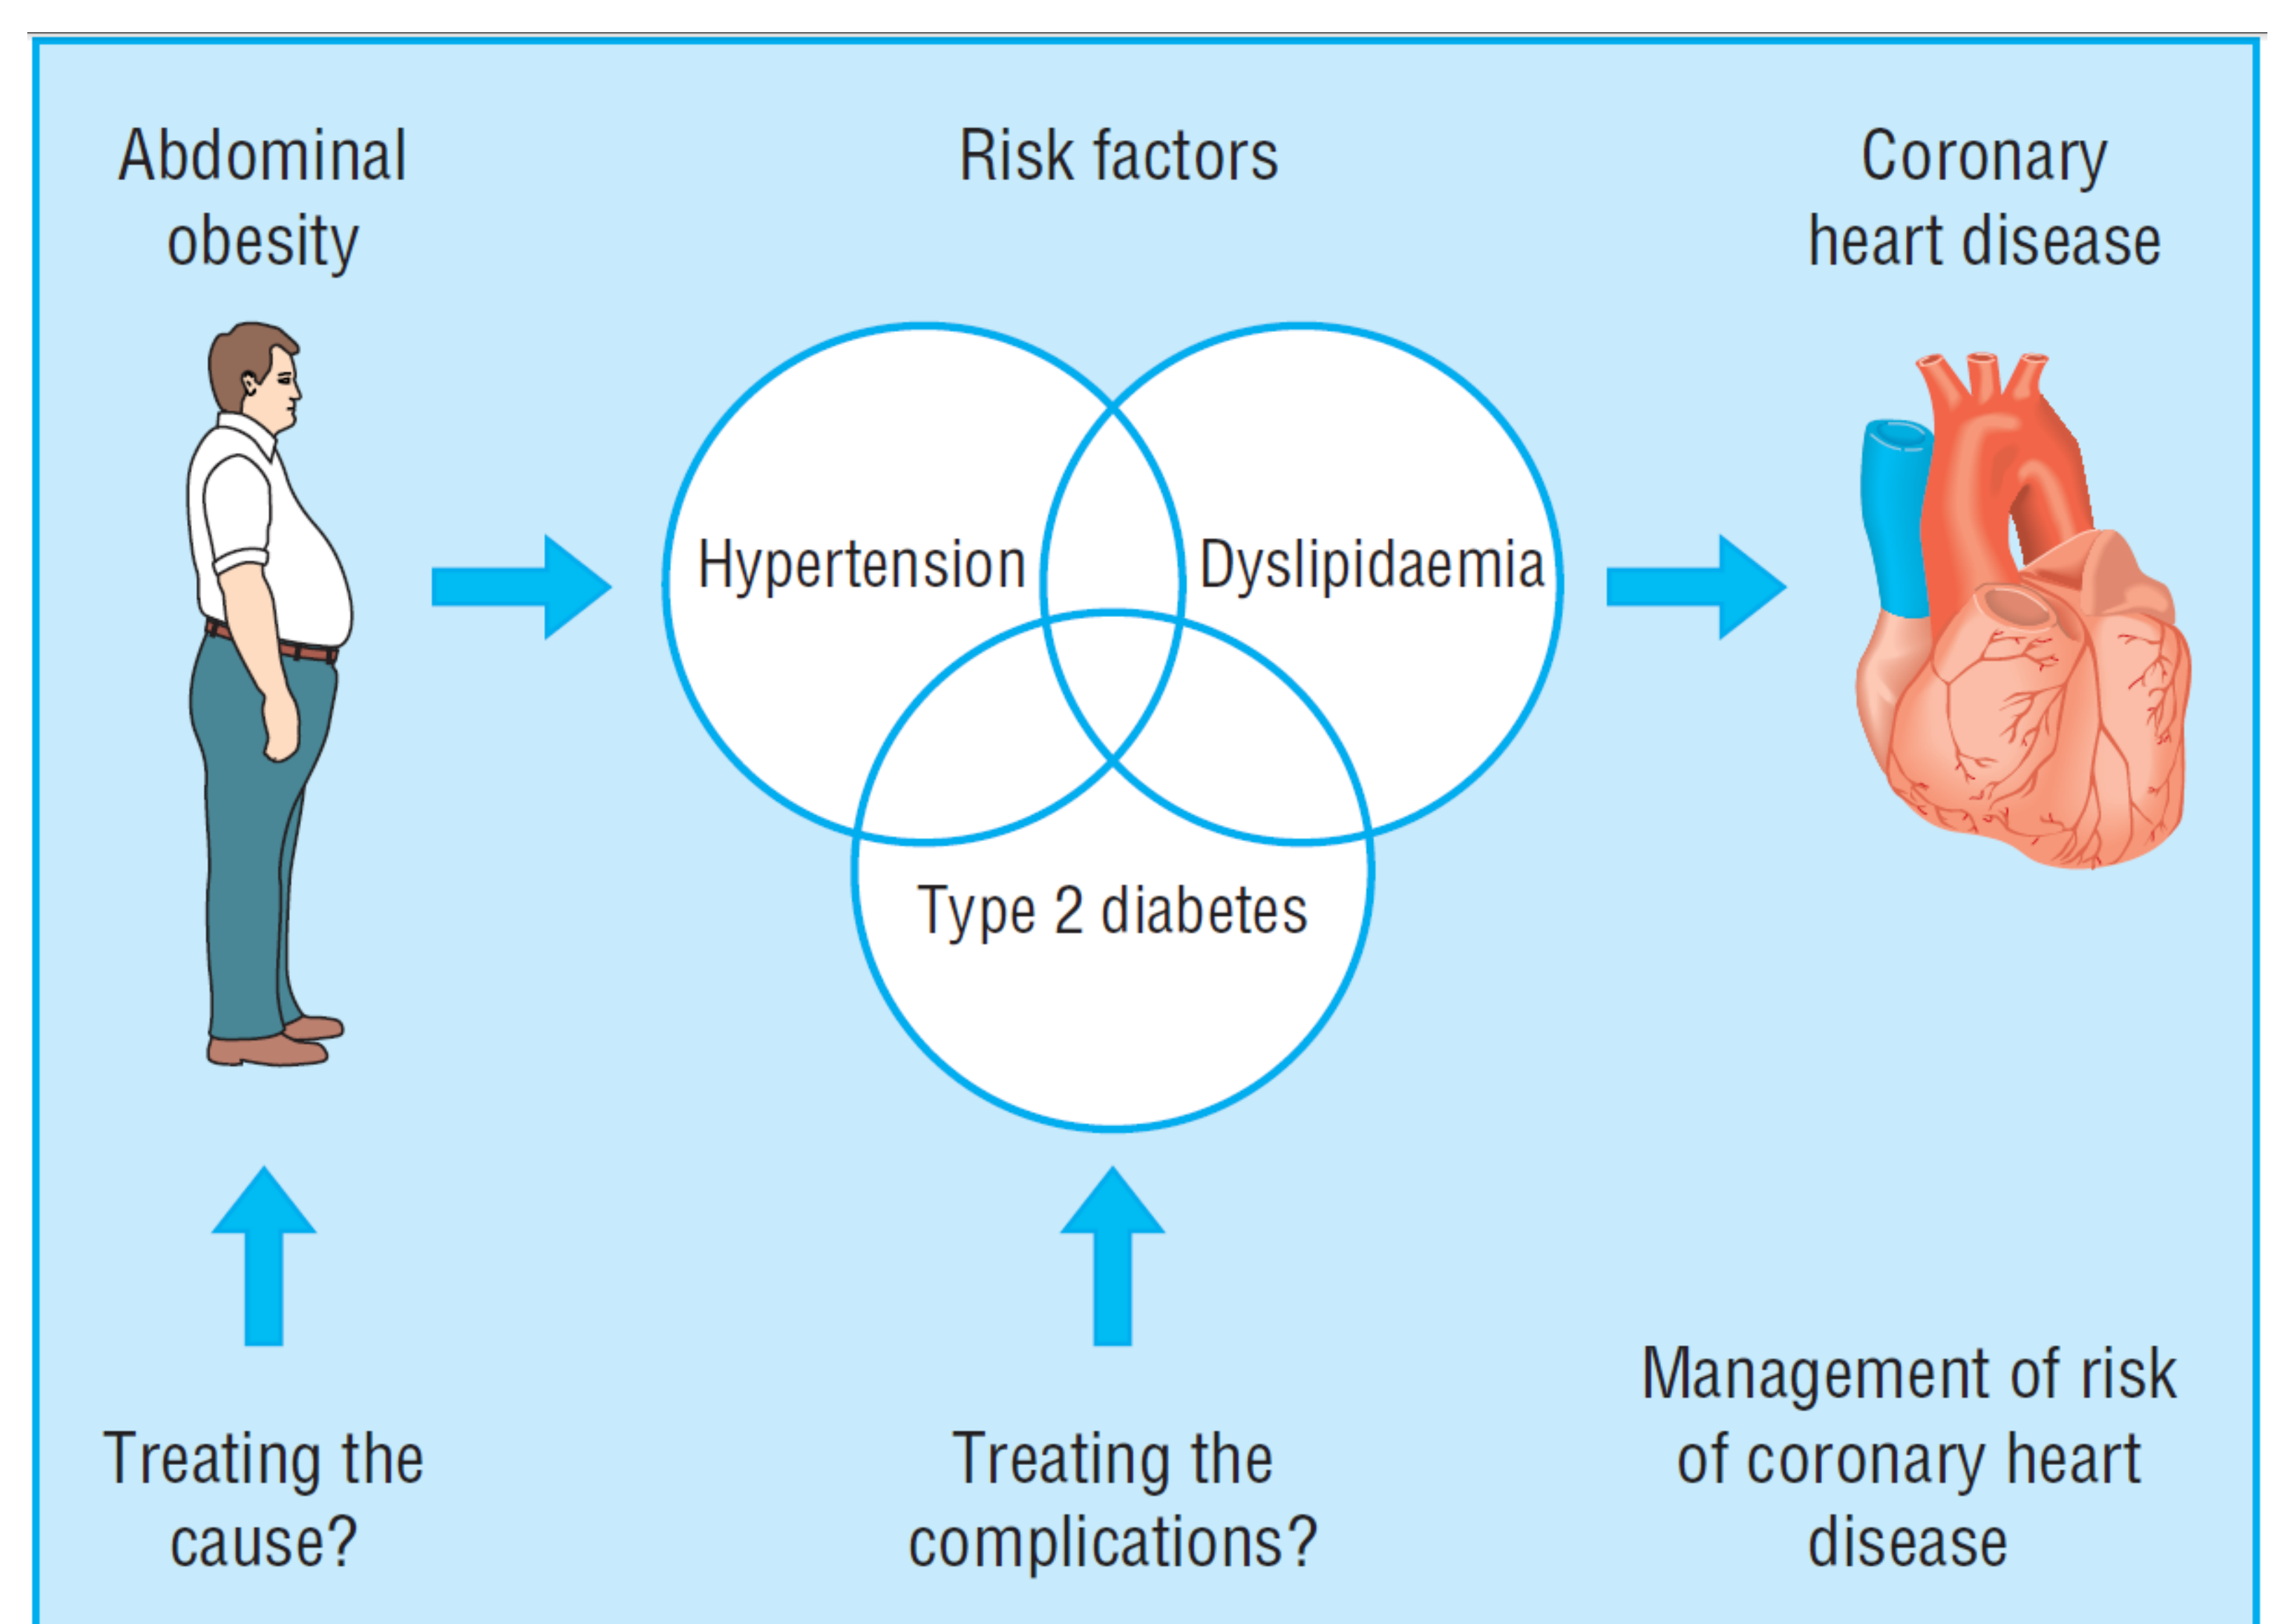 Abdominal
obesity
Risk factors
Coronary
heart disease
Hypertension
Dyslipidaemia
Type 2 diabetes
Treating the
cause?
Treating the
complications?
Management of risk
of coronary heart
disease